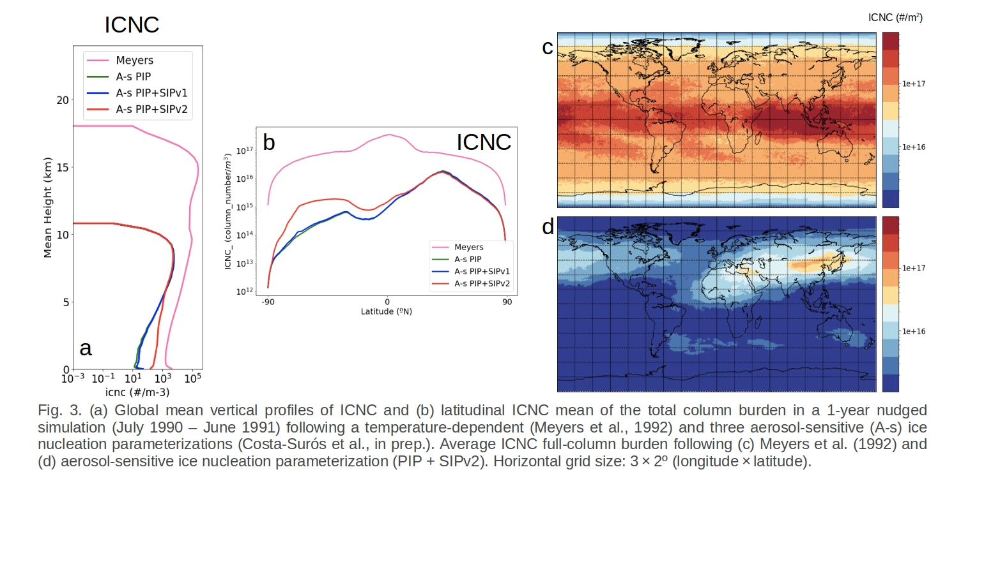 ICNC
Meyers
A-s PIP
A-s PIP+SIPv1
A-s PIP+SIPv2
20
15
10
5
0
Mean Height (km)
a
10⁻³ 10⁻¹ 10¹ 10³ 10⁵
icnc (#/m-3)
b
ICNC
10¹⁷
10¹⁶
10¹⁵
10¹⁴
10¹³
10¹²
ICNC_ (column_number/m³)
Meyers
A-s PIP
A-s PIP+SIPv1
A-s PIP+SIPv2
-90 0 90
Latitude (ºN)
ICNC (#/m²)
c
1e+17
1e+16
d
1e+17
1e+16
Fig. 3. (a) Global mean vertical profiles of ICNC and (b) latitudinal ICNC mean of the total column burden in a 1-year nudged
simulation (July 1990 – June 1991) following a temperature-dependent (Meyers et al., 1992) and three aerosol-sensitive (A-s) ice
nucleation parameterizations (Costa-Surós et al., in prep.). Average ICNC full-column burden following (c) Meyers et al. (1992) and
(d) aerosol-sensitive ice nucleation parameterization (PIP + SIPv2). Horizontal grid size: 3 × 2º (longitude × latitude).